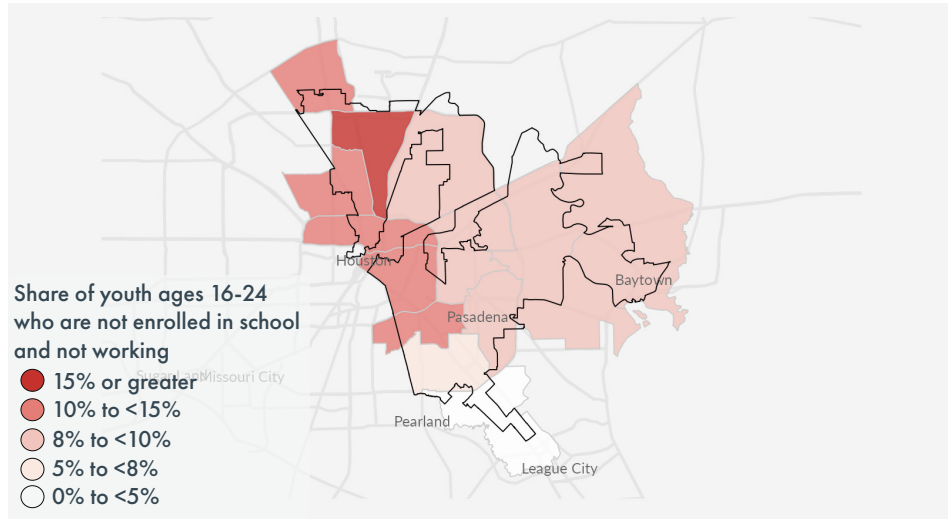 Houston
Baytown
Pasadena
Share of youth ages 16-24
who are not enrolled in school
and not working
Sugar Land Missouri City
15% or greater
10% to <15%
8% to <10%
5% to <8%
0% to <5%
Pearland
League City